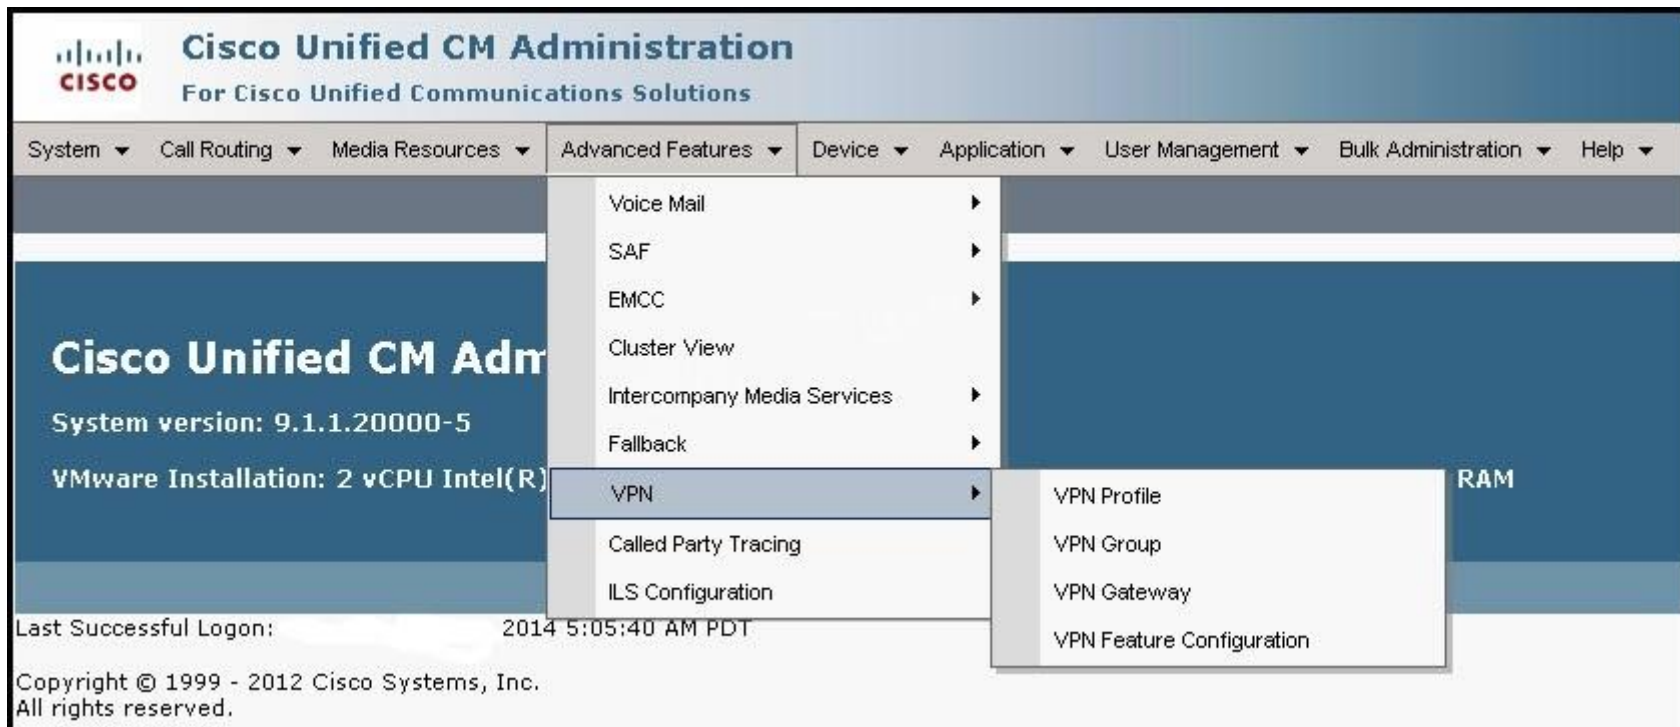 CISCO
Cisco Unified CM Administration
For Cisco Unified Communications Solutions
System Call Routing Media Resources Advanced Features Device Application User Management Bulk Administration Help
Voice Mail
SAF
EMCC
Cluster View
Intercompany Media Services
Fallback
VPN
Called Party Tracing
ILS Configuration
VPN Profile
VPN Group
VPN Gateway
VPN Feature Configuration
Cisco Unified CM Adm
System version: 9.1.1.20000-5
VMware Installation: 2 vCPU Intel(R) RAM
Last Successful Logon: 2014 5:05:40 AM PDT
Copyright © 1999 - 2012 Cisco Systems, Inc.
All rights reserved.